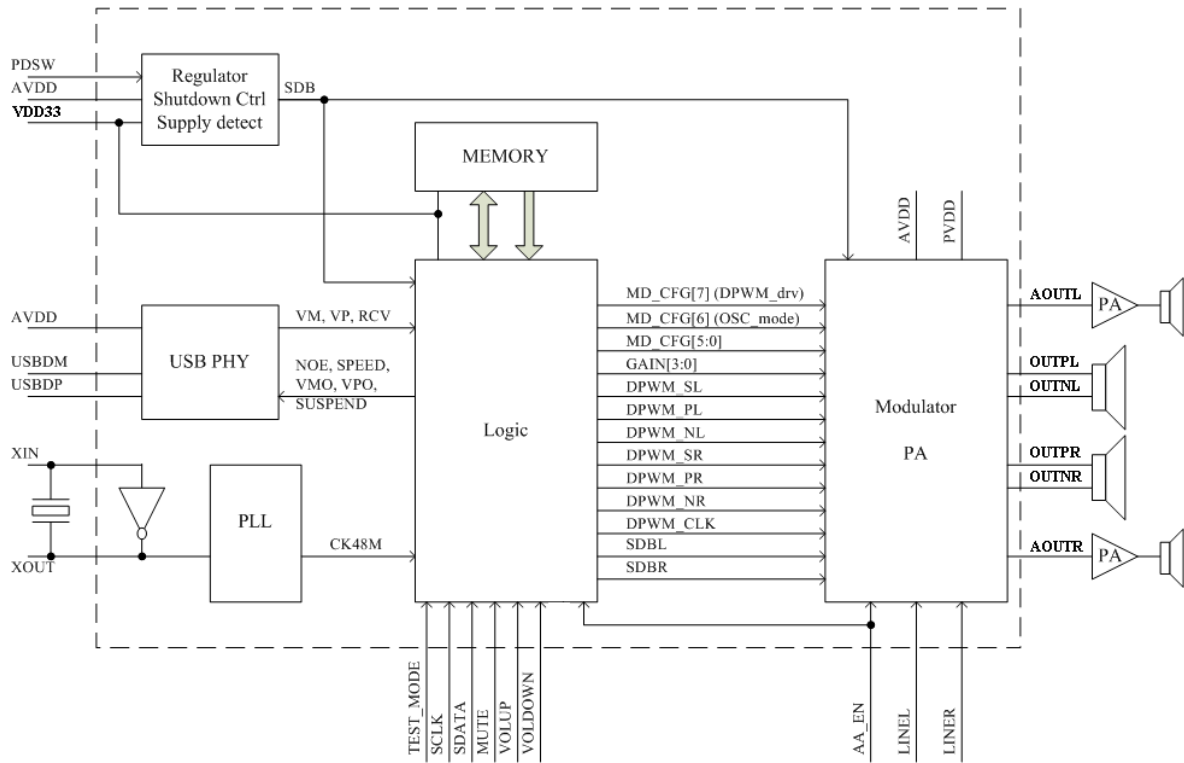 PDSW
AVDD
VDD33
Regulator
Shutdown Ctrl
Supply detect
SDB
MEMORY
AVDD
PVDD
AVDD
USBDM
USBDP
USB PHY
VM, VP, RCV
NOE, SPEED,
VMO, VPO,
SUSPEND
XIN
XOUT
PLL
CK48M
Logic
MD_CFG[7] (DPWM_drv)
MD_CFG[6] (OSC_mode)
MD_CFG[5:0]
GAIN[3:0]
DPWM_SL
DPWM_PL
DPWM_NL
DPWM_SR
DPWM_PR
DPWM_NR
DPWM_CLK
SDBL
SDBR
Modulator
PA
AOUTL
PA
OUTPL
OUTNL
OUTPR
OUTNR
AOUTR
PA
TEST_MODE
SCLK
SDATA
MUTE
VOLUP
VOLDOWN
AA_EN
LINEL
LINER